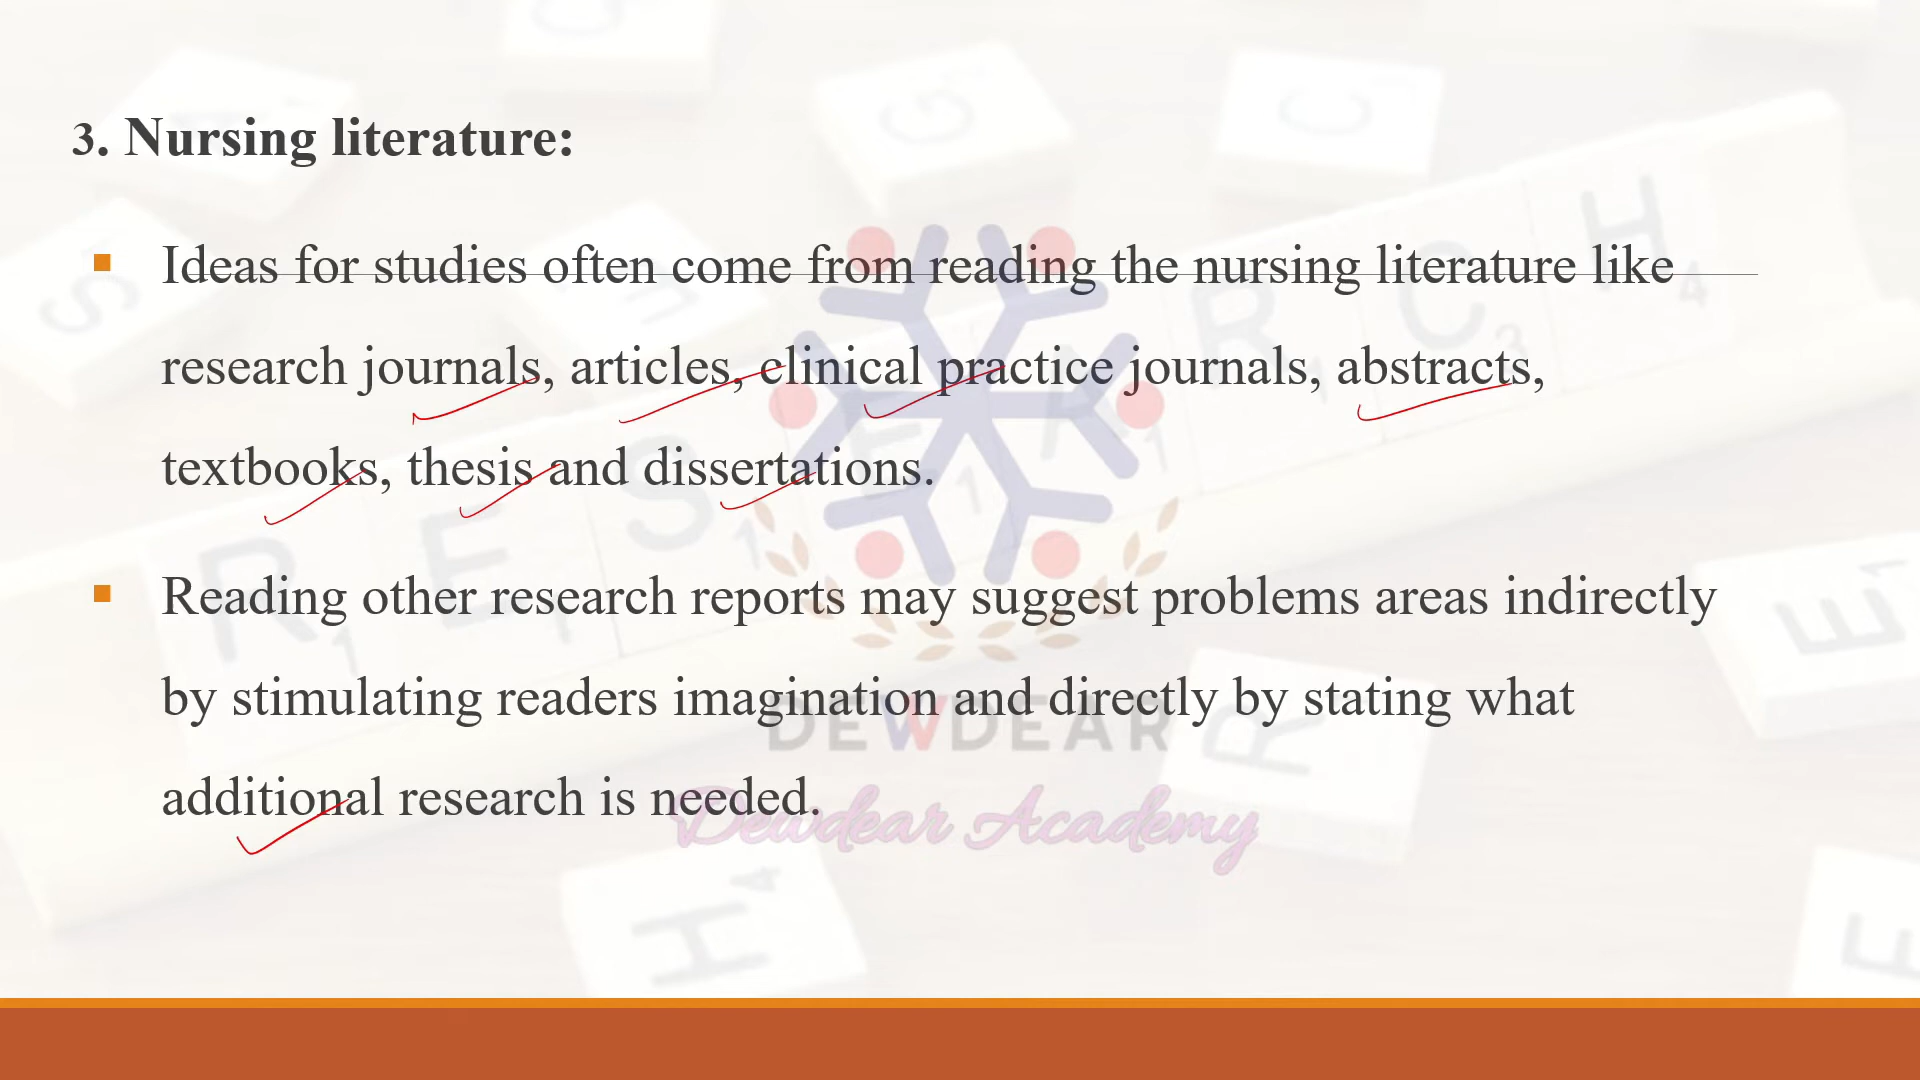 3. Nursing literature:
Ideas for studies often come from reading the nursing literature like
research journals, articles, clinical practice journals, abstracts,
textbooks, thesis and dissertations.
Reading other research reports may suggest problems areas indirectly
by stimulating readers imagination and directly by stating what
additional research is needed.
DEWDEAR
Dewdear Academy